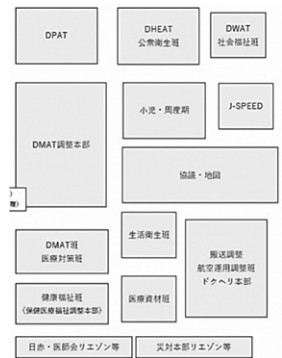 DPAT
DHEAT
公衆衛生班
DWAT
社会福祉班
DMAT調整本部
小児・周産期
J-SPEED
協議・地図
DMAT班
医療対策班
生活衛生班
搬送調整
航空運用調整班
ドクヘリ本部
健康福祉班
(保健医療福祉調整本部)
医療資材班
日赤・医師会リエゾン等
災対本部リエゾン等